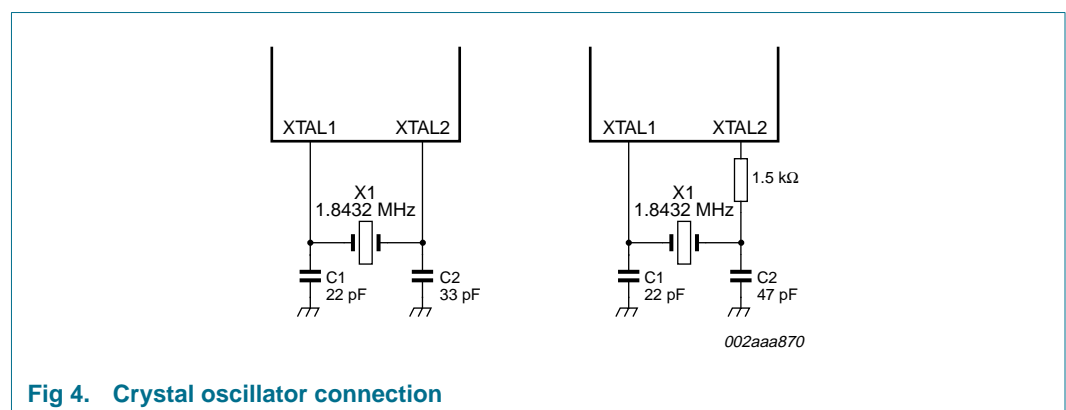 XTAL1 XTAL2
X1
1.8432 MHz
C1
22 pF
C2
33 pF
XTAL1 XTAL2
1.5 kΩ
X1
1.8432 MHz
C1
22 pF
C2
47 pF
002aaa870
Fig 4. Crystal oscillator connection